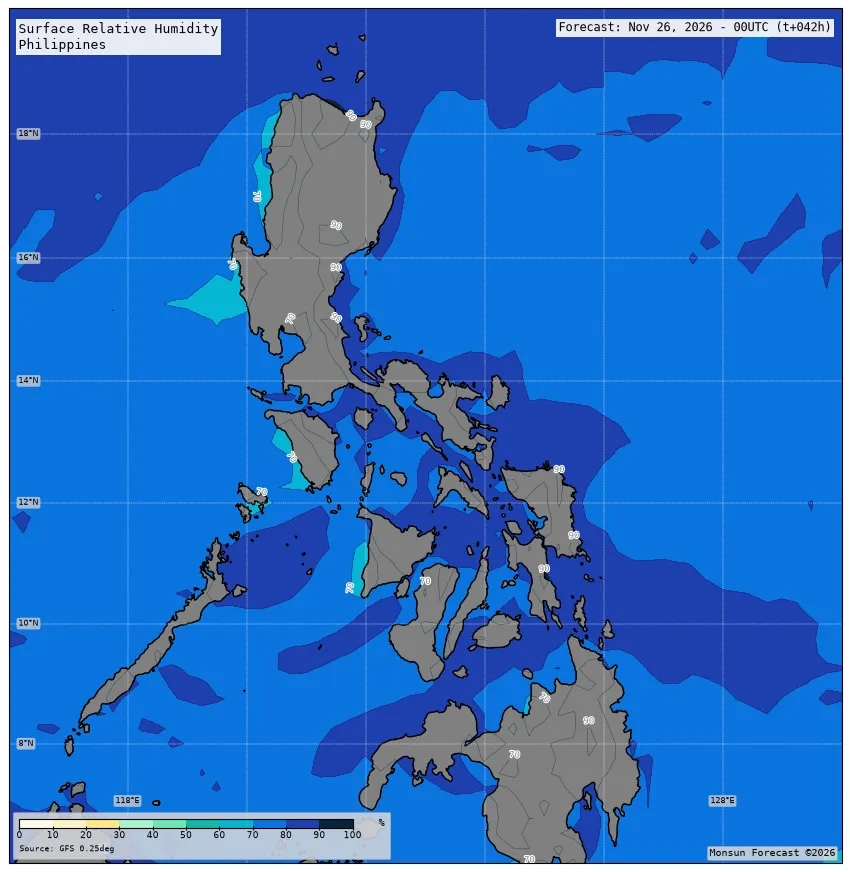 Surface Relative Humidity
Philippines
Forecast: Nov 26, 2026 - 00UTC (t+042h)
90
18°N
70
90
70
16°N
90
70
90
14°N
70
90
70
12°N
90
90
70
70
10°N
70
90
8°N
70
118°E
128°E
0 10 20 30 40 50 60 70 80 90 100 %
Source: GFS 0.25deg
Monsun Forecast ©2026
70